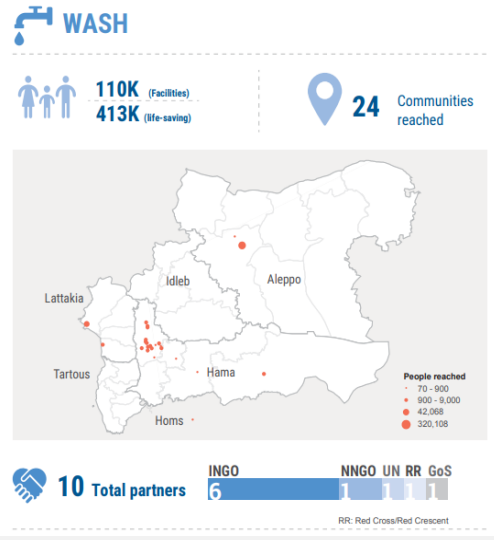 WASH
110K (Facilities)
413K (life-saving)
24 Communities
reached
Idleb
Aleppo
Lattakia
Tartous
Hama
Homs
People reached
70 - 900
900 - 9,000
42,068
320,108
10 Total partners
INGO NNGO UN RR GoS
6 1 1 1 1
RR: Red Cross/Red Crescent